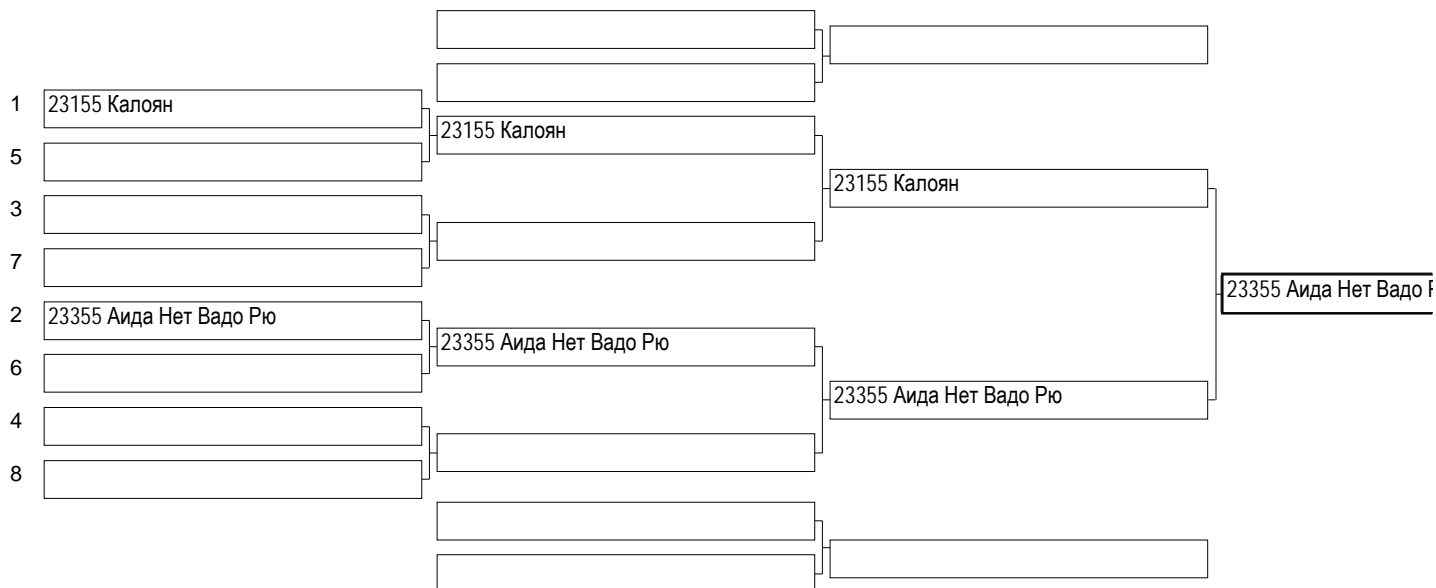 1 23155 Калоян
5
23155 Калоян
3
23155 Калоян
7
2 23355 Аида Нет Вадо Рю
23355 Аида Нет Вадо
6
23355 Аида Нет Вадо Рю
4
23355 Аида Нет Вадо Рю
8